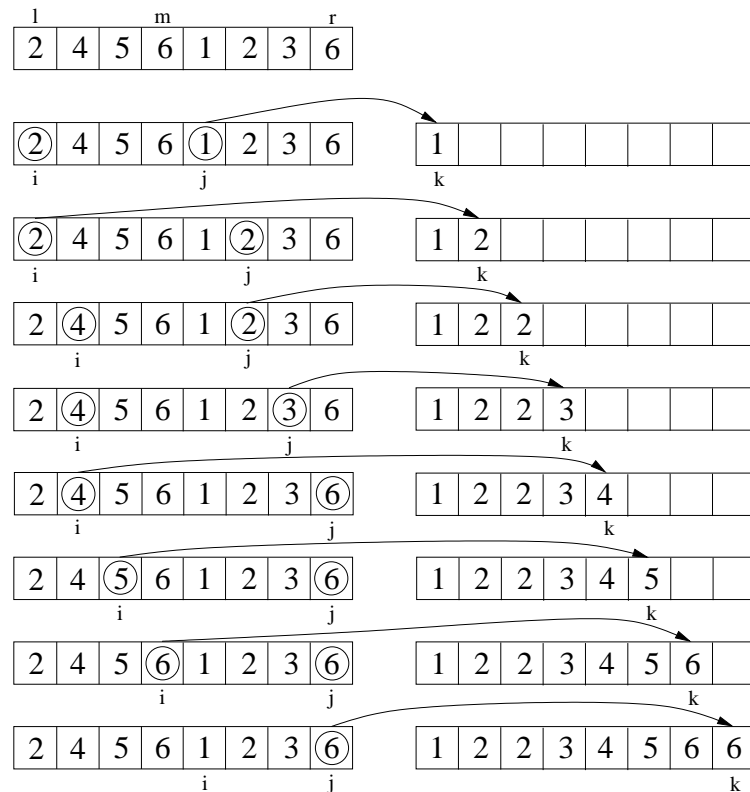 l m r
2 4 5 6 1 2 3 6
2 4 5 6 1 2 3 6 1
i j k
2 4 5 6 1 2 3 6 1 2
i j k
2 4 5 6 1 2 3 6 1 2 2
i j k
2 4 5 6 1 2 3 6 1 2 2 3
i j k
2 4 5 6 1 2 3 6 1 2 2 3 4
i j k
2 4 5 6 1 2 3 6 1 2 2 3 4 5
i j k
2 4 5 6 1 2 3 6 1 2 2 3 4 5 6
i j k
2 4 5 6 1 2 3 6 1 2 2 3 4 5 6 6
i j k